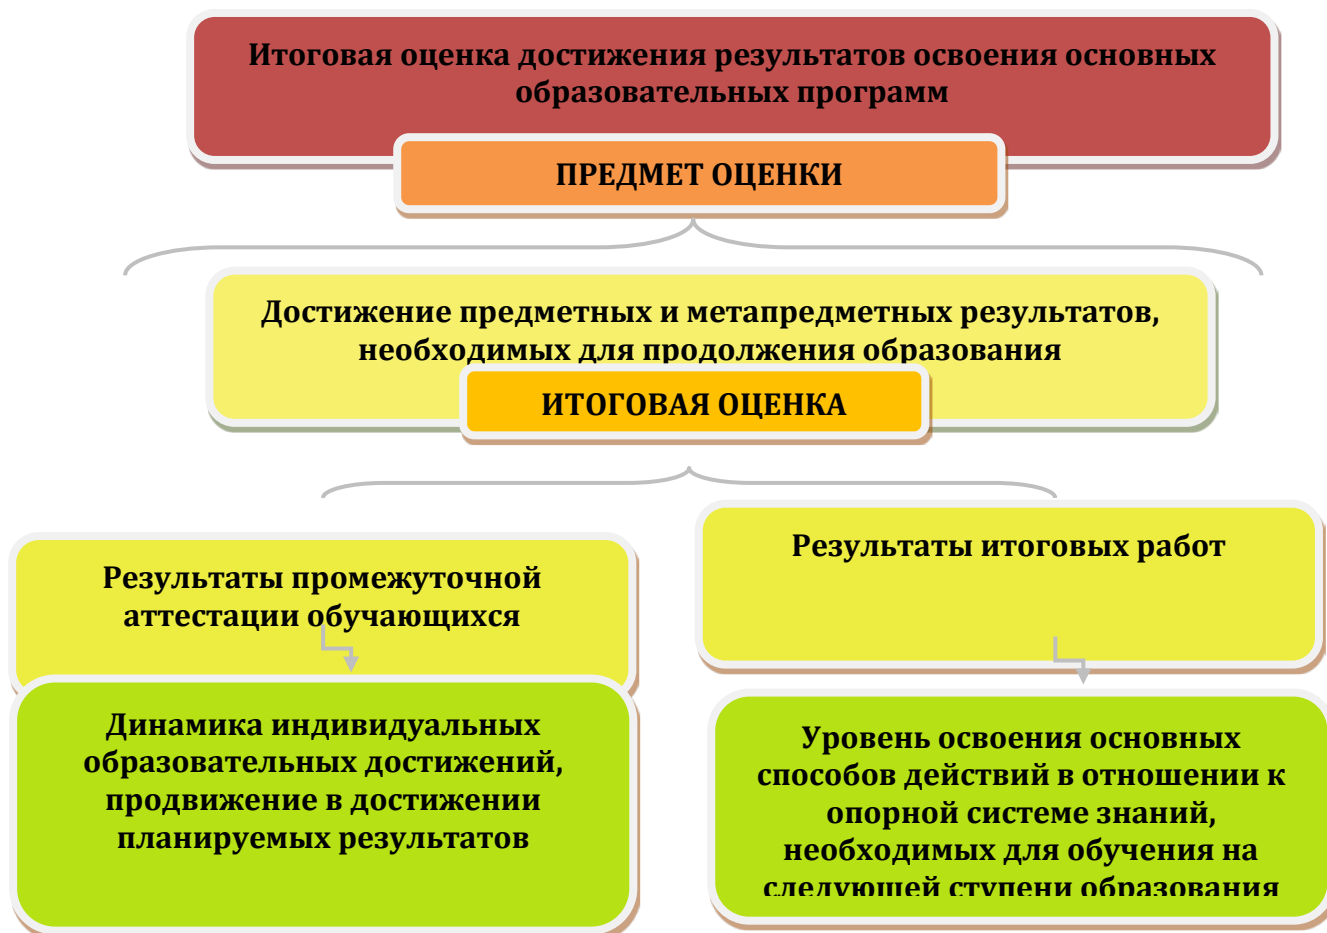 Итоговая оценка достижения результатов освоения основных
образовательных программ
ПРЕДМЕТ ОЦЕНКИ
Достижение предметных и метапредметных результатов,
необходимых для продолжения образования
ИТОГОВАЯ ОЦЕНКА
Результаты промежуточной
аттестации обучающихся
Результаты итоговых работ
Динамика индивидуальных
образовательных достижений,
продвижение в достижении
планируемых результатов
Уровень освоения основных
способов действий в отношении к
опорной системе знаний,
необходимых для обучения на
следующей ступени образования